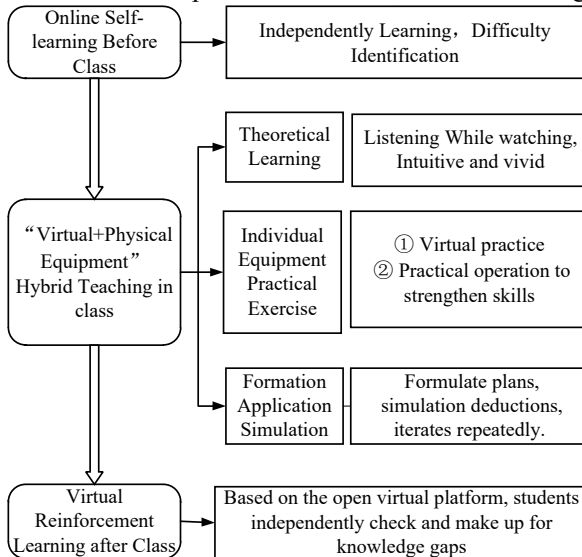 Online Self-
learning Before
Class
Independently Learning，Difficulty
Identification
Theoretical
Learning
Listening While watching,
Intuitive and vivid
“Virtual+Physical
Equipment”
Hybrid Teaching in
class
Individual
Equipment
Practical
Exercise
① Virtual practice
② Practical operation to
strengthen skills
Formation
Application
Simulation
Formulate plans,
simulation deductions,
iterates repeatedly.
Virtual
Reinforcement
Learning after Class
Based on the open virtual platform, students
independently check and make up for
knowledge gaps